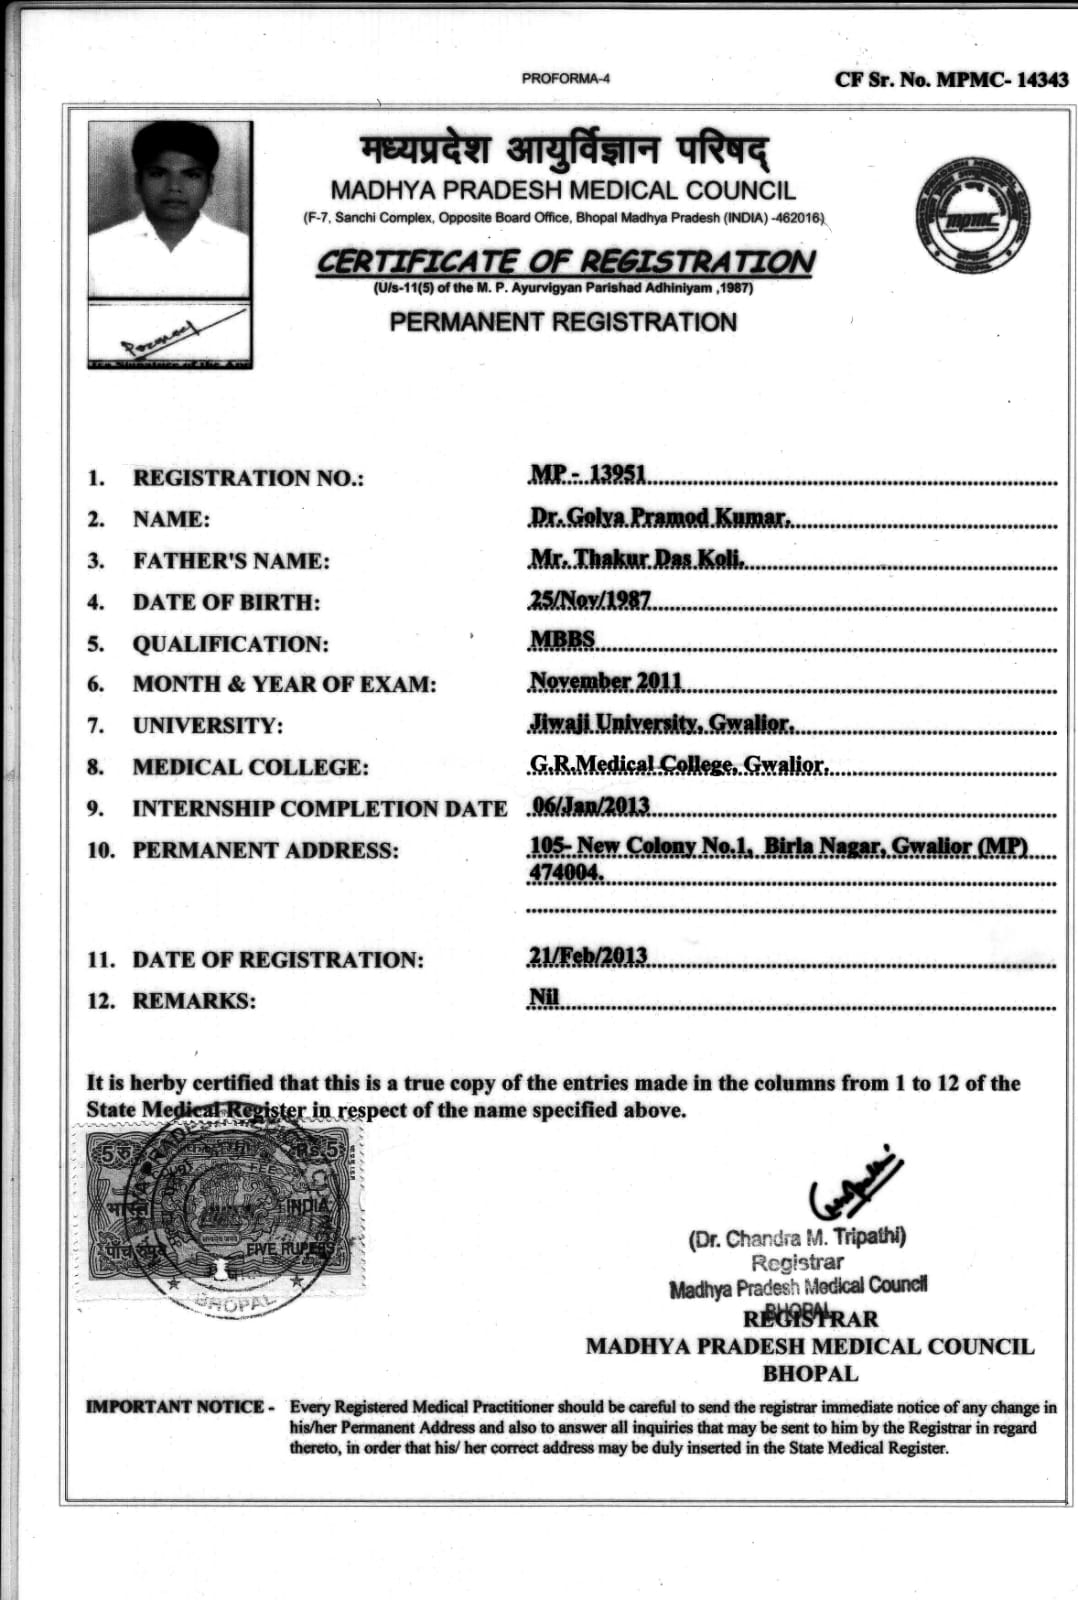 PROFORMA-4
CF Sr. No. MPMC- 14343
मध्यप्रदेश आयुर्विज्ञान परिषद्
MADHYA PRADESH MEDICAL COUNCIL
(F-7, Sanchi Complex, Opposite Board Office, Bhopal Madhya Pradesh (INDIA) -462016)
CERTIFICATE OF REGISTRATION
(U/s-11(5) of the M. P. Ayurvigyan Parishad Adhiniyam ,1987)
PERMANENT REGISTRATION
mpmc
BHOPAL
1. REGISTRATION NO.: MP - 13951
2. NAME: Dr. Golya Pramod Kumar.
3. FATHER'S NAME: Mr. Thakur Das Koli.
4. DATE OF BIRTH: 25/Nov/1987
5. QUALIFICATION: MBBS
6. MONTH & YEAR OF EXAM: November 2011
7. UNIVERSITY: Jiwaji University, Gwalior.
8. MEDICAL COLLEGE: G.R.Medical College, Gwalior.
9. INTERNSHIP COMPLETION DATE 06/Jan/2013
10. PERMANENT ADDRESS: 105- New Colony No.1, Birla Nagar, Gwalior (MP)
474004.
11. DATE OF REGISTRATION: 21/Feb/2013
12. REMARKS: Nil
It is herby certified that this is a true copy of the entries made in the columns from 1 to 12 of the
State Medical Register in respect of the name specified above.
5 रु Rs.5
भारत INDIA
पाँच रुपये FIVE RUPEES
BHOPAL
(Dr. Chandra M. Tripathi)
Registrar
Madhya Pradesh Medical Council
BHOPAL
REGISTRAR
MADHYA PRADESH MEDICAL COUNCIL
BHOPAL
IMPORTANT NOTICE - Every Registered Medical Practitioner should be careful to send the registrar immediate notice of any change in
his/her Permanent Address and also to answer all inquiries that may be sent to him by the Registrar in regard
thereto, in order that his/ her correct address may be duly inserted in the State Medical Register.